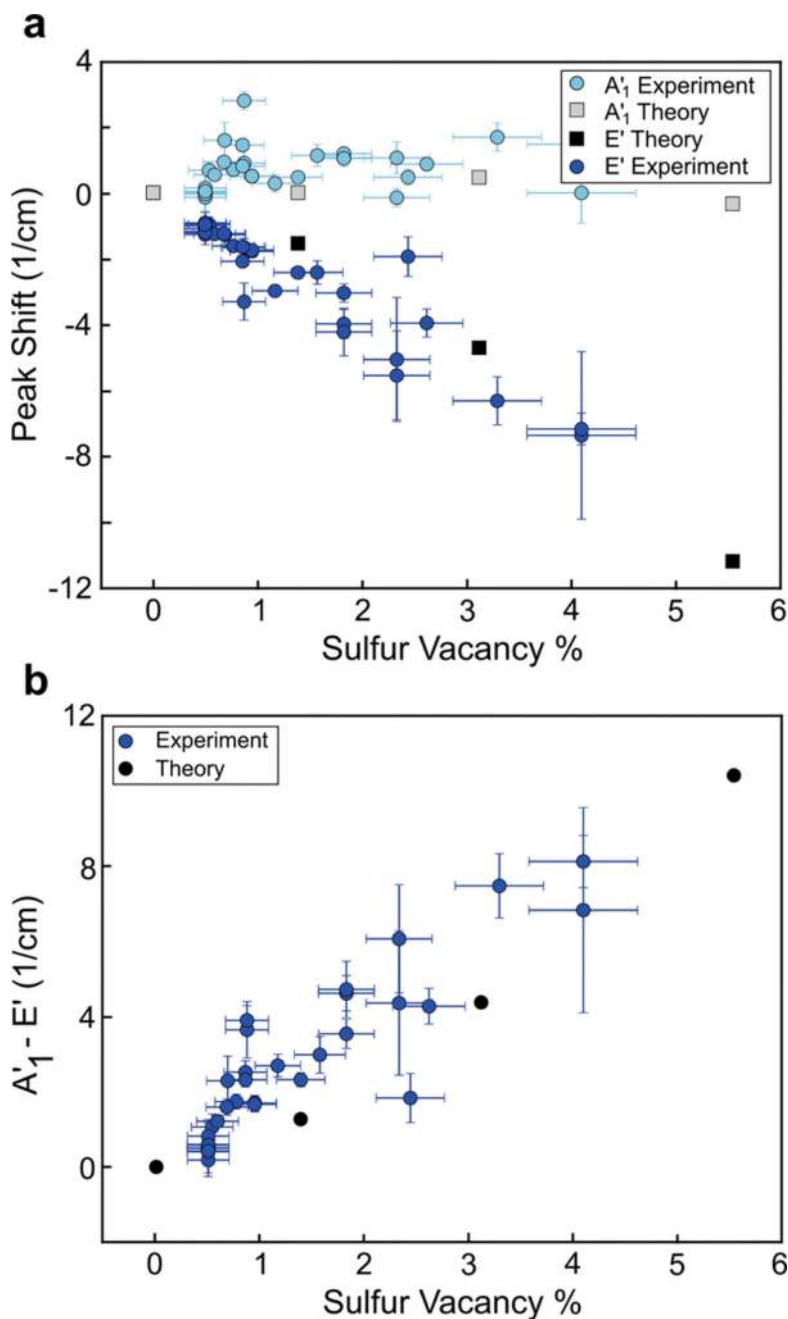 a
4
0
-4
-8
-12
Peak Shift (1/cm)
A'1 Experiment
A'1 Theory
E' Theory
E' Experiment
0 1 2 3 4 5 6
Sulfur Vacancy %
b
12
8
4
0
A'1 - E' (1/cm)
Experiment
Theory
0 1 2 3 4 5 6
Sulfur Vacancy %